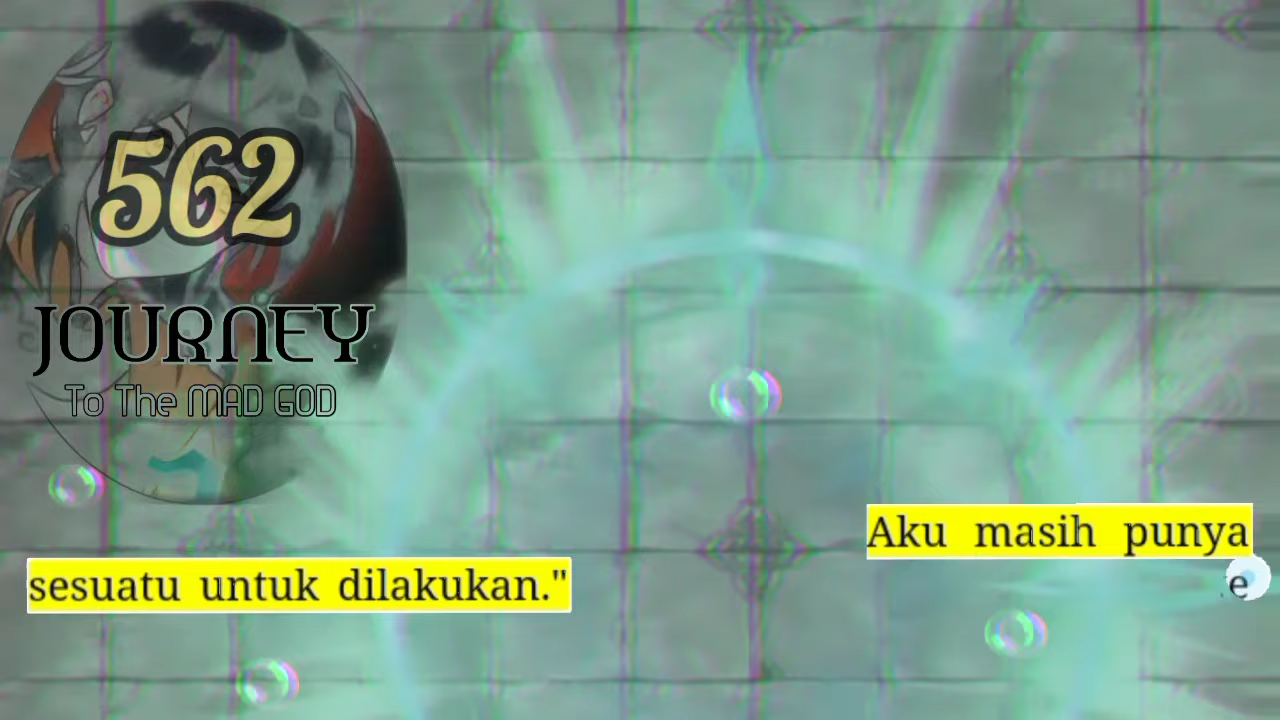 562
JOURNEY
To The MAD GOD
Aku masih punya
e
sesuatu untuk dilakukan."